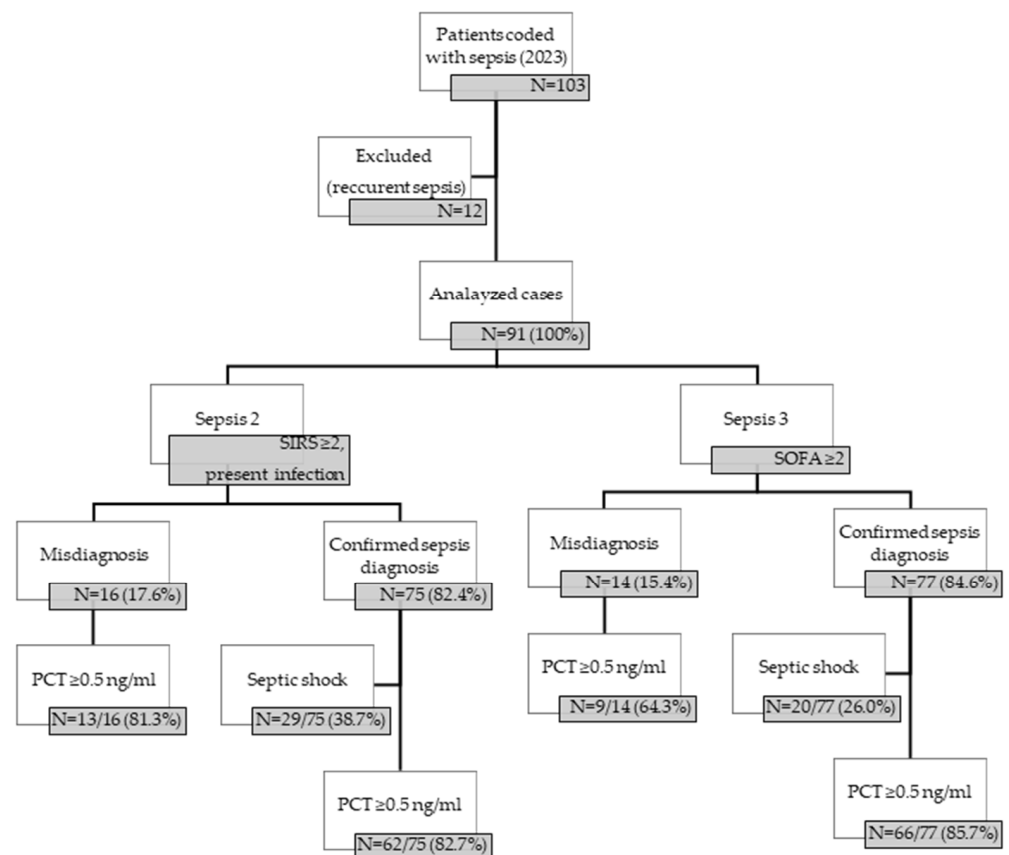 Patients coded
with sepsis (2023)
N=103
Excluded
(reccurent sepsis)
N=12
Analayzed cases
N=91 (100%)
Sepsis 2
SIRS ≥2,
present infection
Sepsis 3
SOFA ≥2
Misdiagnosis
N=16 (17.6%)
Confirmed sepsis
diagnosis
N=75 (82.4%)
Misdiagnosis
N=14 (15.4%)
Confirmed sepsis
diagnosis
N=77 (84.6%)
PCT ≥0.5 ng/ml
N=13/16 (81.3%)
Septic shock
N=29/75 (38.7%)
PCT ≥0.5 ng/ml
N=9/14 (64.3%)
Septic shock
N=20/77 (26.0%)
PCT ≥0.5 ng/ml
N=62/75 (82.7%)
PCT ≥0.5 ng/ml
N=66/77 (85.7%)